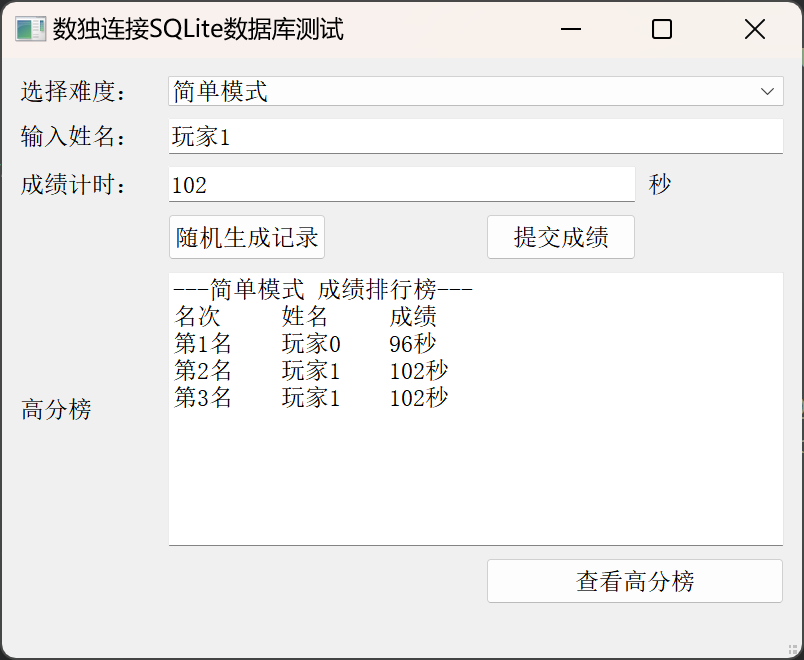 数独连接SQLite数据库测试
选择难度： 简单模式
输入姓名： 玩家1
成绩计时： 102 秒
随机生成记录 提交成绩
---简单模式 成绩排行榜---
名次 姓名 成绩
第1名 玩家0 96秒
第2名 玩家1 102秒
第3名 玩家1 102秒
高分榜
查看高分榜